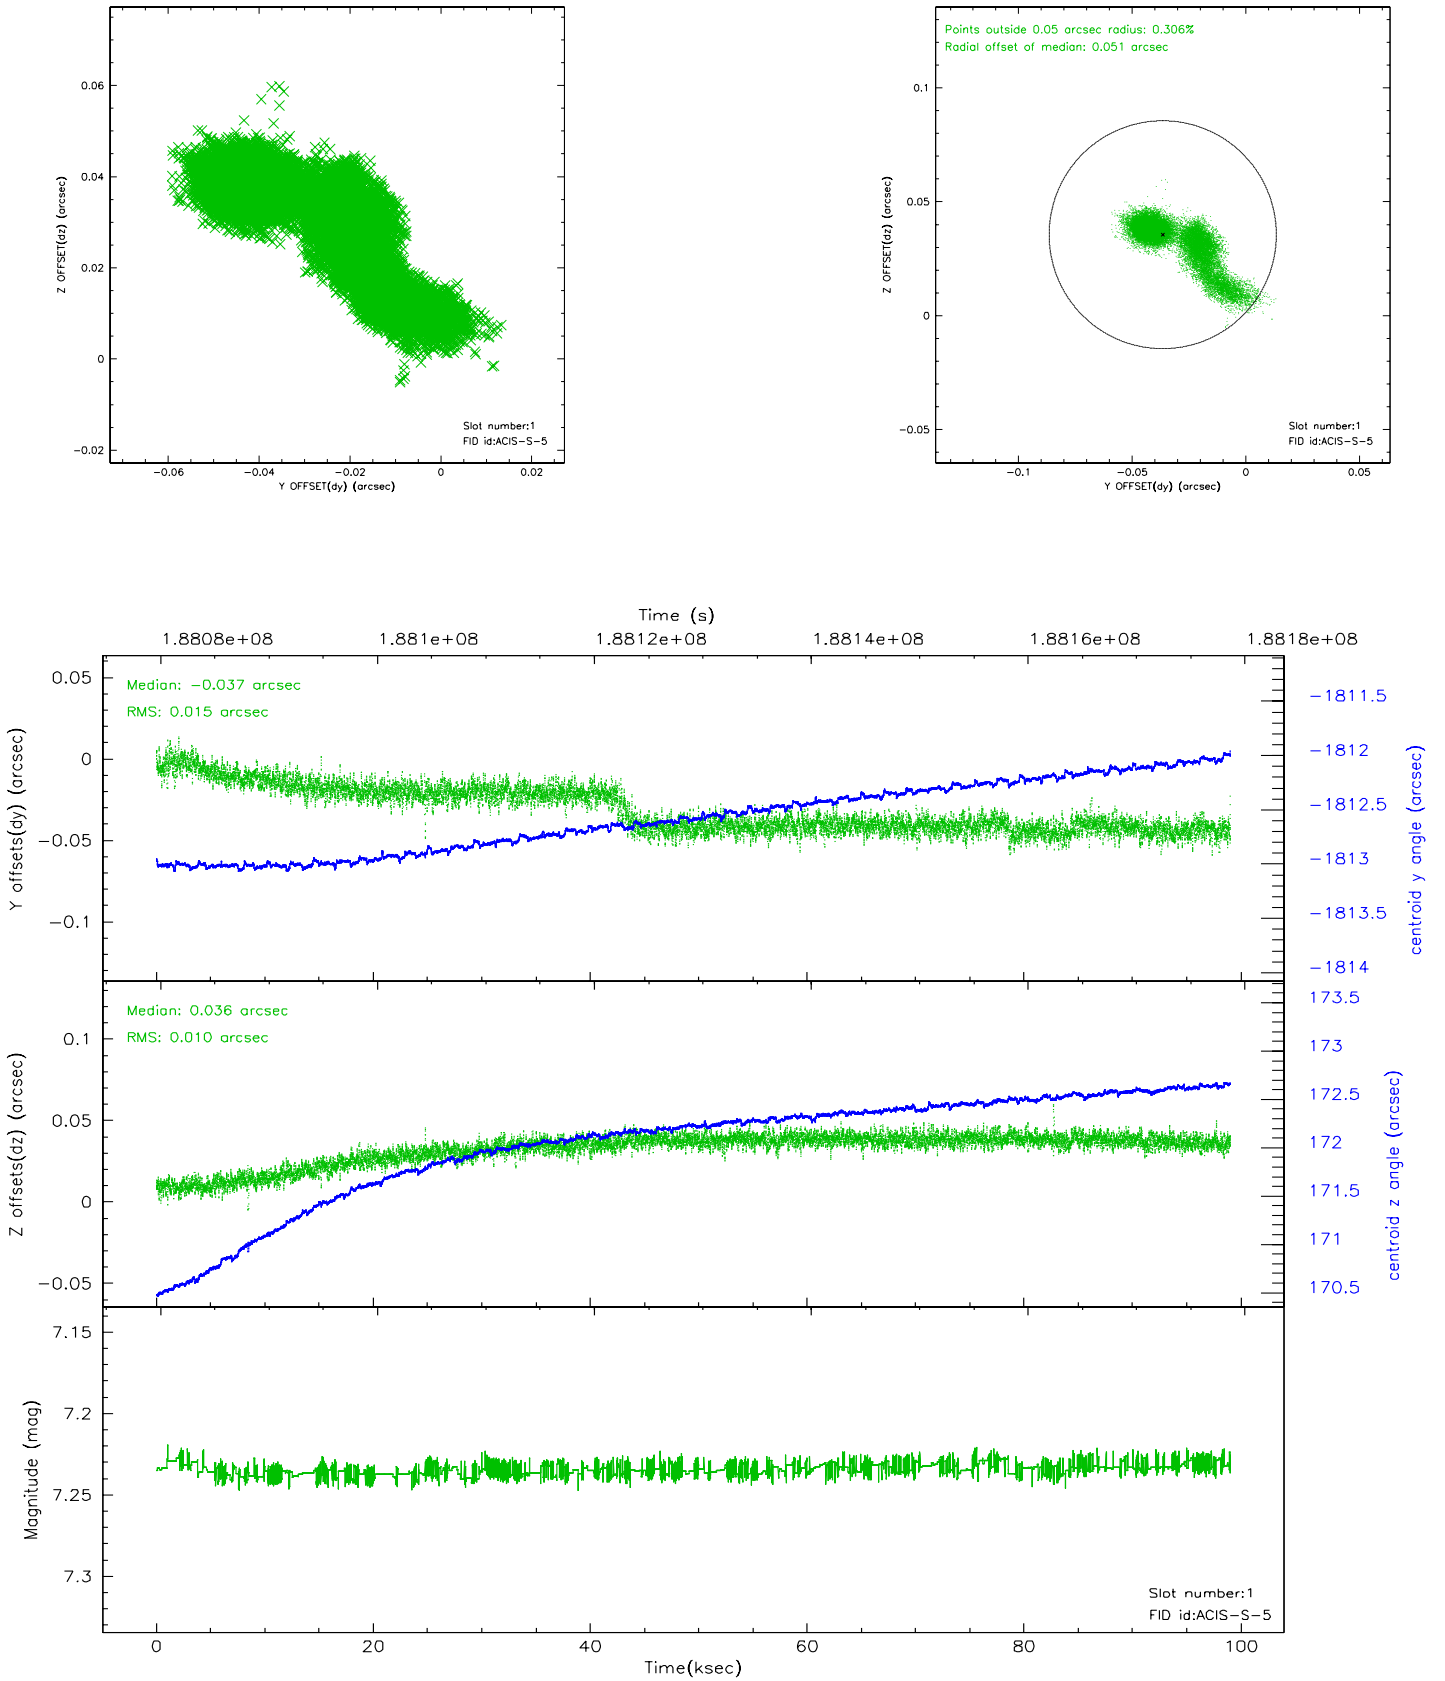 0.06
0.04
0.02
0
−0.02
Z OFFSET(dz) (arcsec)
Slot number:1
FID id:ACIS−S−5
−0.06 −0.04 −0.02 0 0.02
Y OFFSET(dy) (arcsec)
Points outside 0.05 arcsec radius: 0.306%
Radial offset of median: 0.051 arcsec
0.1
0.05
0
−0.05
Z OFFSET(dz) (arcsec)
Slot number:1
FID id:ACIS−S−5
−0.1 −0.05 0 0.05
Y OFFSET(dy) (arcsec)
Time (s)
1.8808e+08 1.881e+08 1.8812e+08 1.8814e+08 1.8816e+08 1.8818e+08
Median: −0.037 arcsec
RMS: 0.015 arcsec
0.05
0
−0.05
−0.1
Y offsets(dy) (arcsec)
−1811.5
−1812
−1812.5
−1813
−1813.5
−1814
centroid y angle (arcsec)
Median: 0.036 arcsec
RMS: 0.010 arcsec
0.1
0.05
0
−0.05
Z offsets(dz) (arcsec)
173.5
173
172.5
172
171.5
171
170.5
centroid z angle (arcsec)
7.15
7.2
7.25
7.3
Magnitude (mag)
Slot number:1
FID id:ACIS−S−5
0 20 40 60 80 100
Time(ksec)